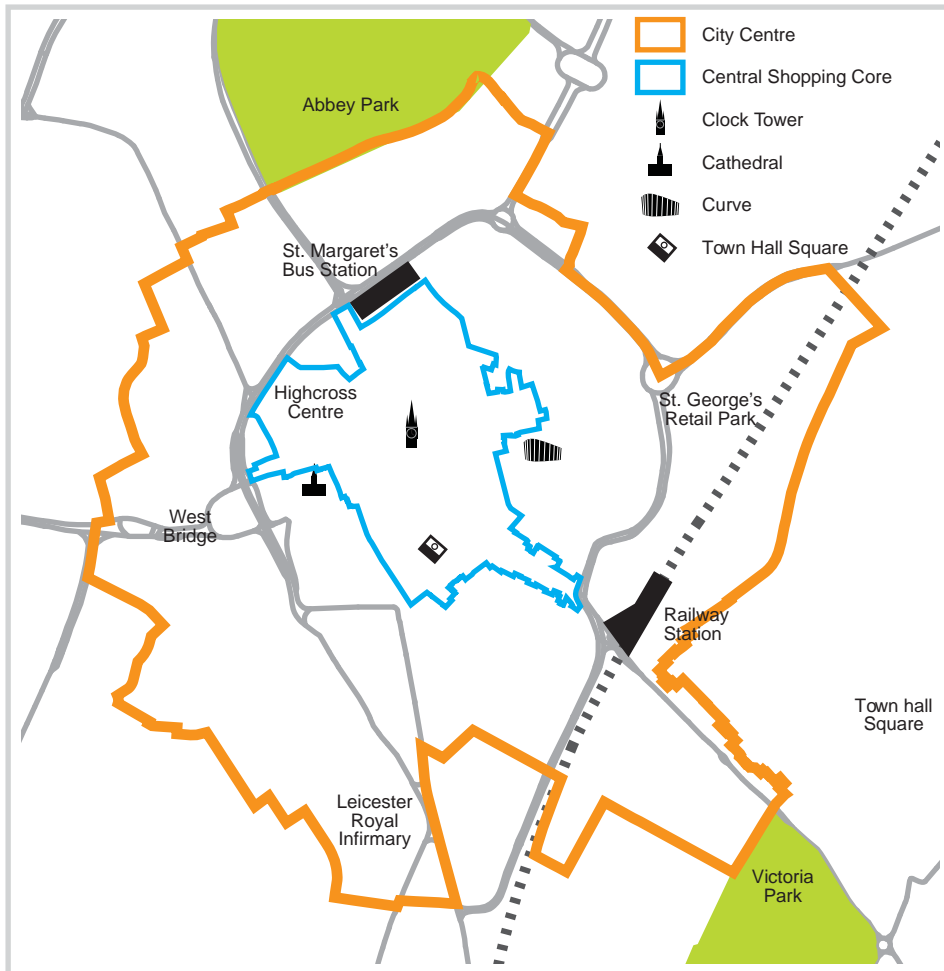 City Centre
Central Shopping Core
Clock Tower
Cathedral
Curve
Town Hall Square
Abbey Park
St. Margaret's
Bus Station
Highcross
Centre
St. George's
Retail Park
West
Bridge
Railway
Station
Town hall
Square
Leicester
Royal
Infirmary
Victoria
Park